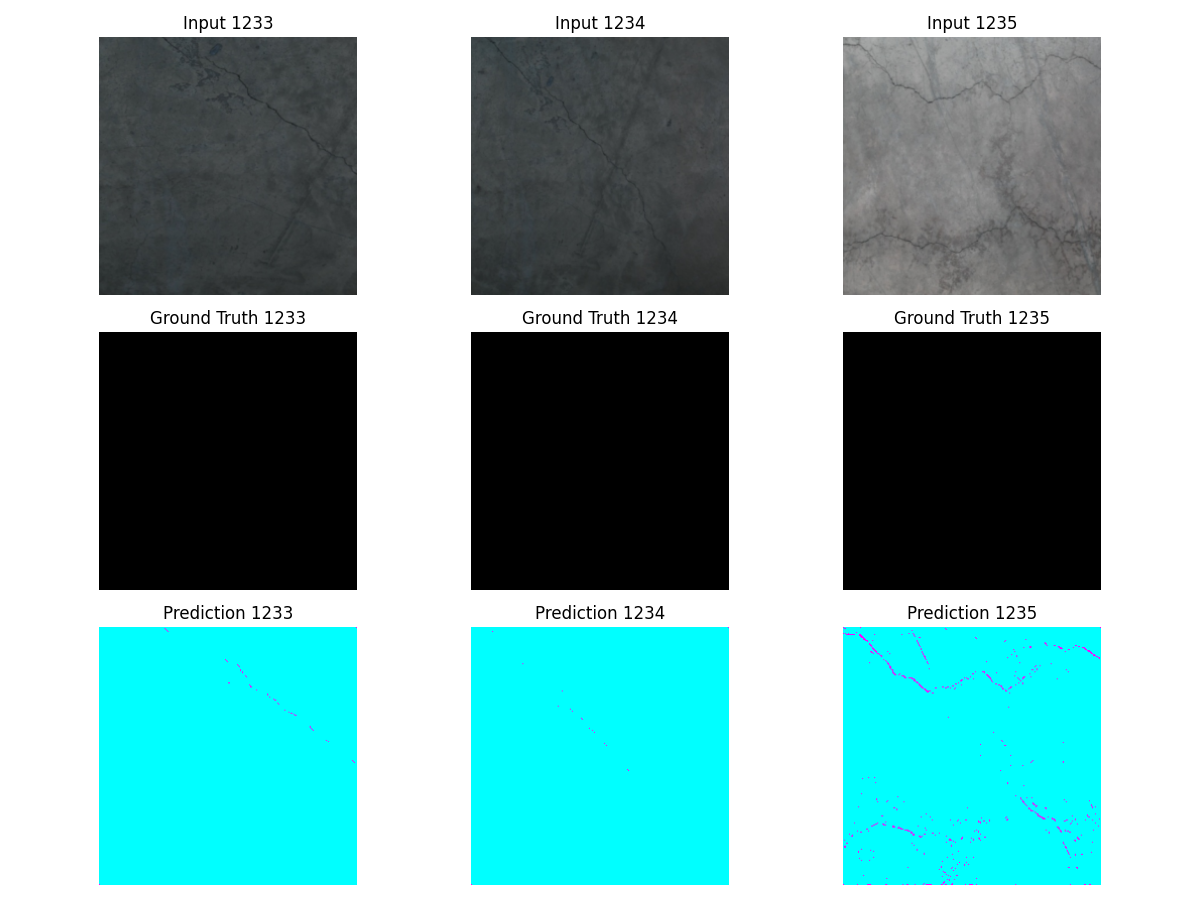 Input 1233
Input 1234
Input 1235
Ground Truth 1233
Ground Truth 1234
Ground Truth 1235
Prediction 1233
Prediction 1234
Prediction 1235